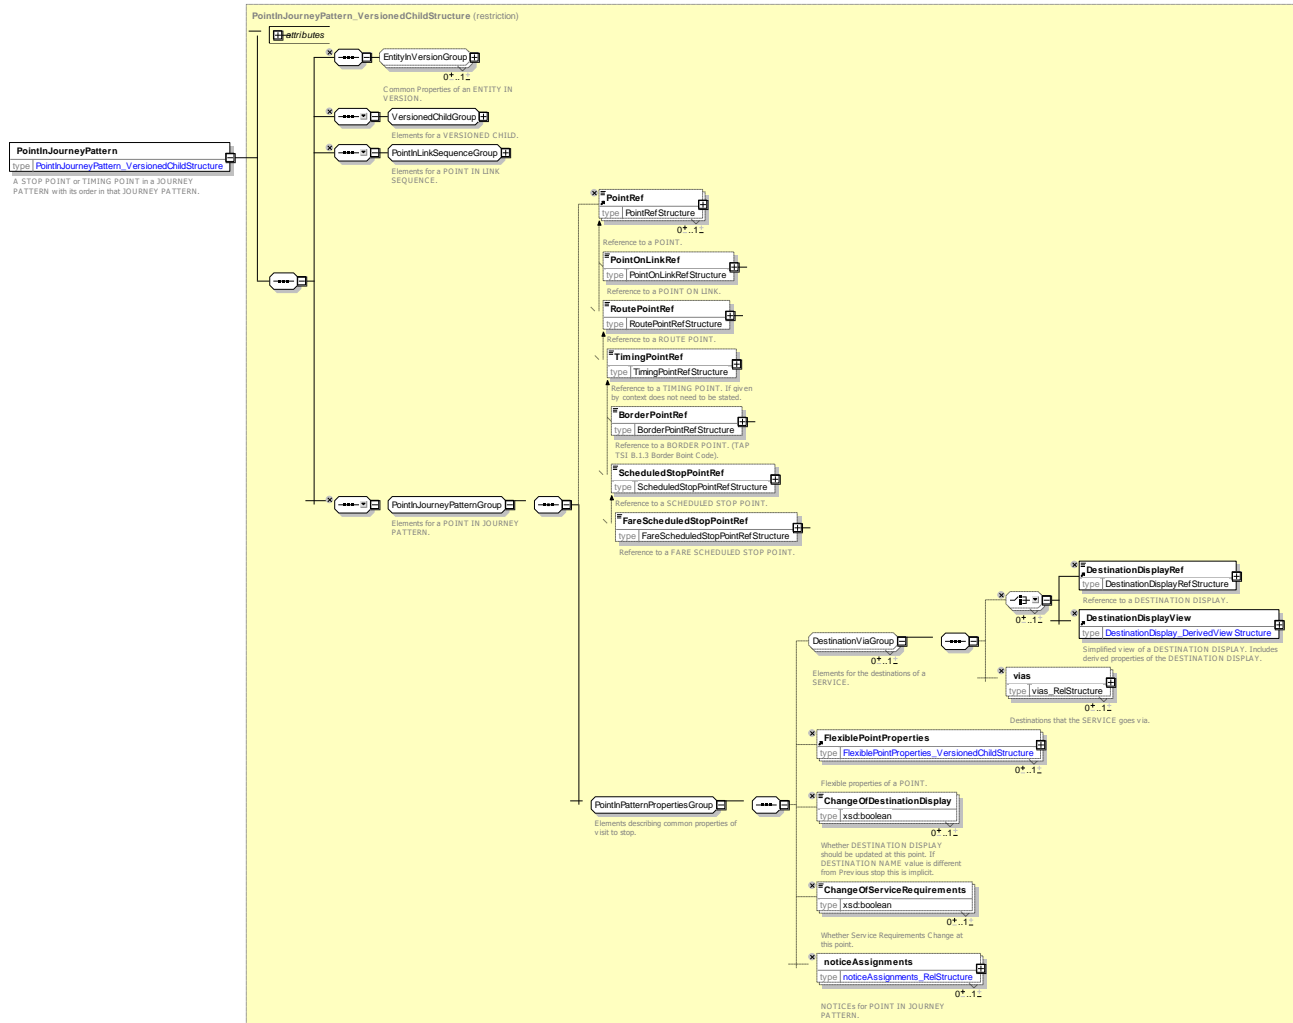 PointInJourneyPattern_VersionedChildStructure (restriction)
attributes
EntityInVersionGroup
0..1
Common Properties of an ENTITY IN
VERSION.
VersionedChildGroup
Elements for a VERSIONED CHILD.
PointInJourneyPattern
type PointInJourneyPattern_VersionedChildStructure
A STOP POINT or TIMING POINT in a JOURNEY
PATTERN with its order in that JOURNEY PATTERN.
PointInLinkSequenceGroup
Elements for a POINT IN LINK
SEQUENCE.
PointRef
type PointRefStructure
0..1
Reference to a POINT.
PointOnLinkRef
type PointOnLinkRefStructure
Reference to a POINT ON LINK.
RoutePointRef
type RoutePointRefStructure
Reference to a ROUTE POINT.
TimingPointRef
type TimingPointRefStructure
Reference to a TIMING POINT. If given
by context does not need to be stated.
BorderPointRef
type BorderPointRefStructure
Reference to a BORDER POINT. (TAP
TSI B.1.3 Border Boint Code).
ScheduledStopPointRef
type ScheduledStopPointRefStructure
Reference to a SCHEDULED STOP POINT.
PointInJourneyPatternGroup
Elements for a POINT IN JOURNEY
PATTERN.
FareScheduledStopPointRef
type FareScheduledStopPointRefStructure
Reference to a FARE SCHEDULED STOP POINT.
DestinationDisplayRef
type DestinationDisplayRefStructure
Reference to a DESTINATION DISPLAY.
0..1
DestinationDisplayView
type DestinationDisplay_DerivedViewStructure
Simplified view of a DESTINATION DISPLAY. Includes
derived properties of the DESTINATION DISPLAY.
DestinationViaGroup
0..1
Elements for the destinations of a
SERVICE.
vias
type vias_RelStructure
0..1
Destinations that the SERVICE goes via.
FlexiblePointProperties
type FlexiblePointProperties_VersionedChildStructure
0..1
Flexible properties of a POINT.
PointInPatternPropertiesGroup
Elements describing common properties of
visit to stop.
ChangeOfDestinationDisplay
type xsd:boolean
0..1
Whether DESTINATION DISPLAY
should be updated at this point. If
DESTINATION NAME value is different
from Previous stop this is implicit.
ChangeOfServiceRequirements
type xsd:boolean
0..1
Whether Service Requirements Change at
this point.
noticeAssignments
type noticeAssignments_RelStructure
0..1
NOTICEs for POINT IN JOURNEY
PATTERN.